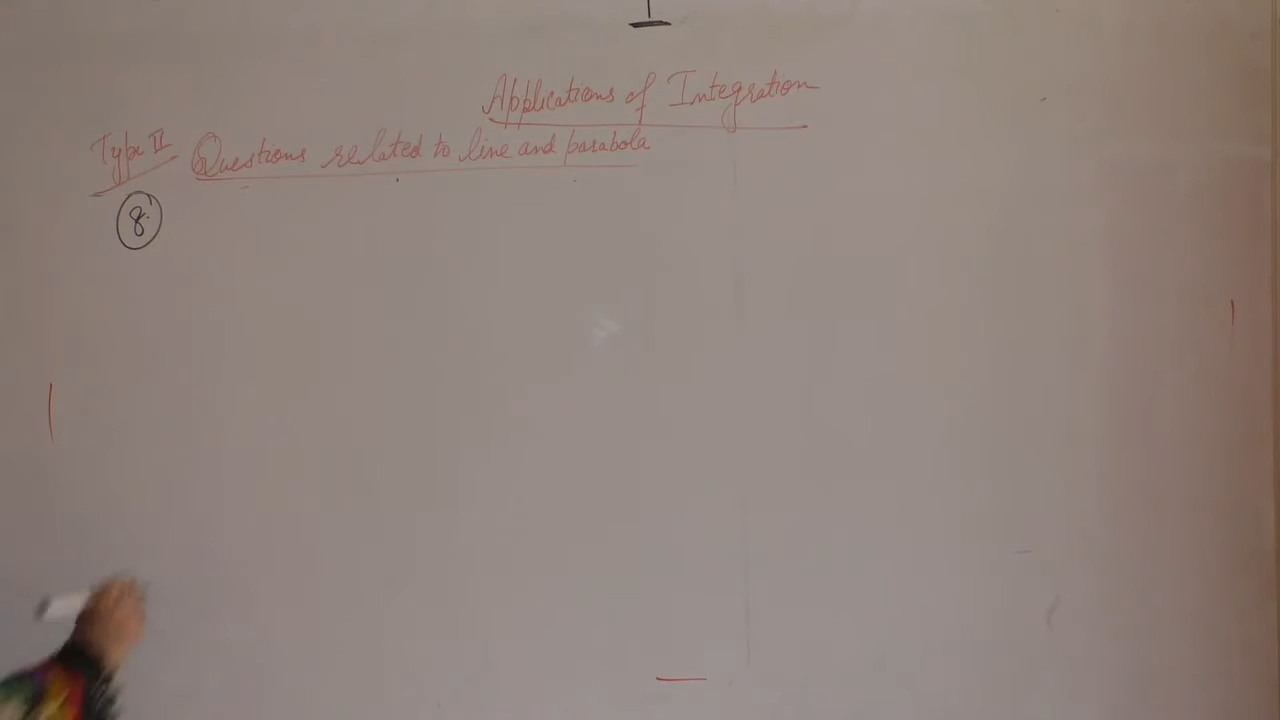 Applications of Integration
Type II Questions related to line and parabola
8.